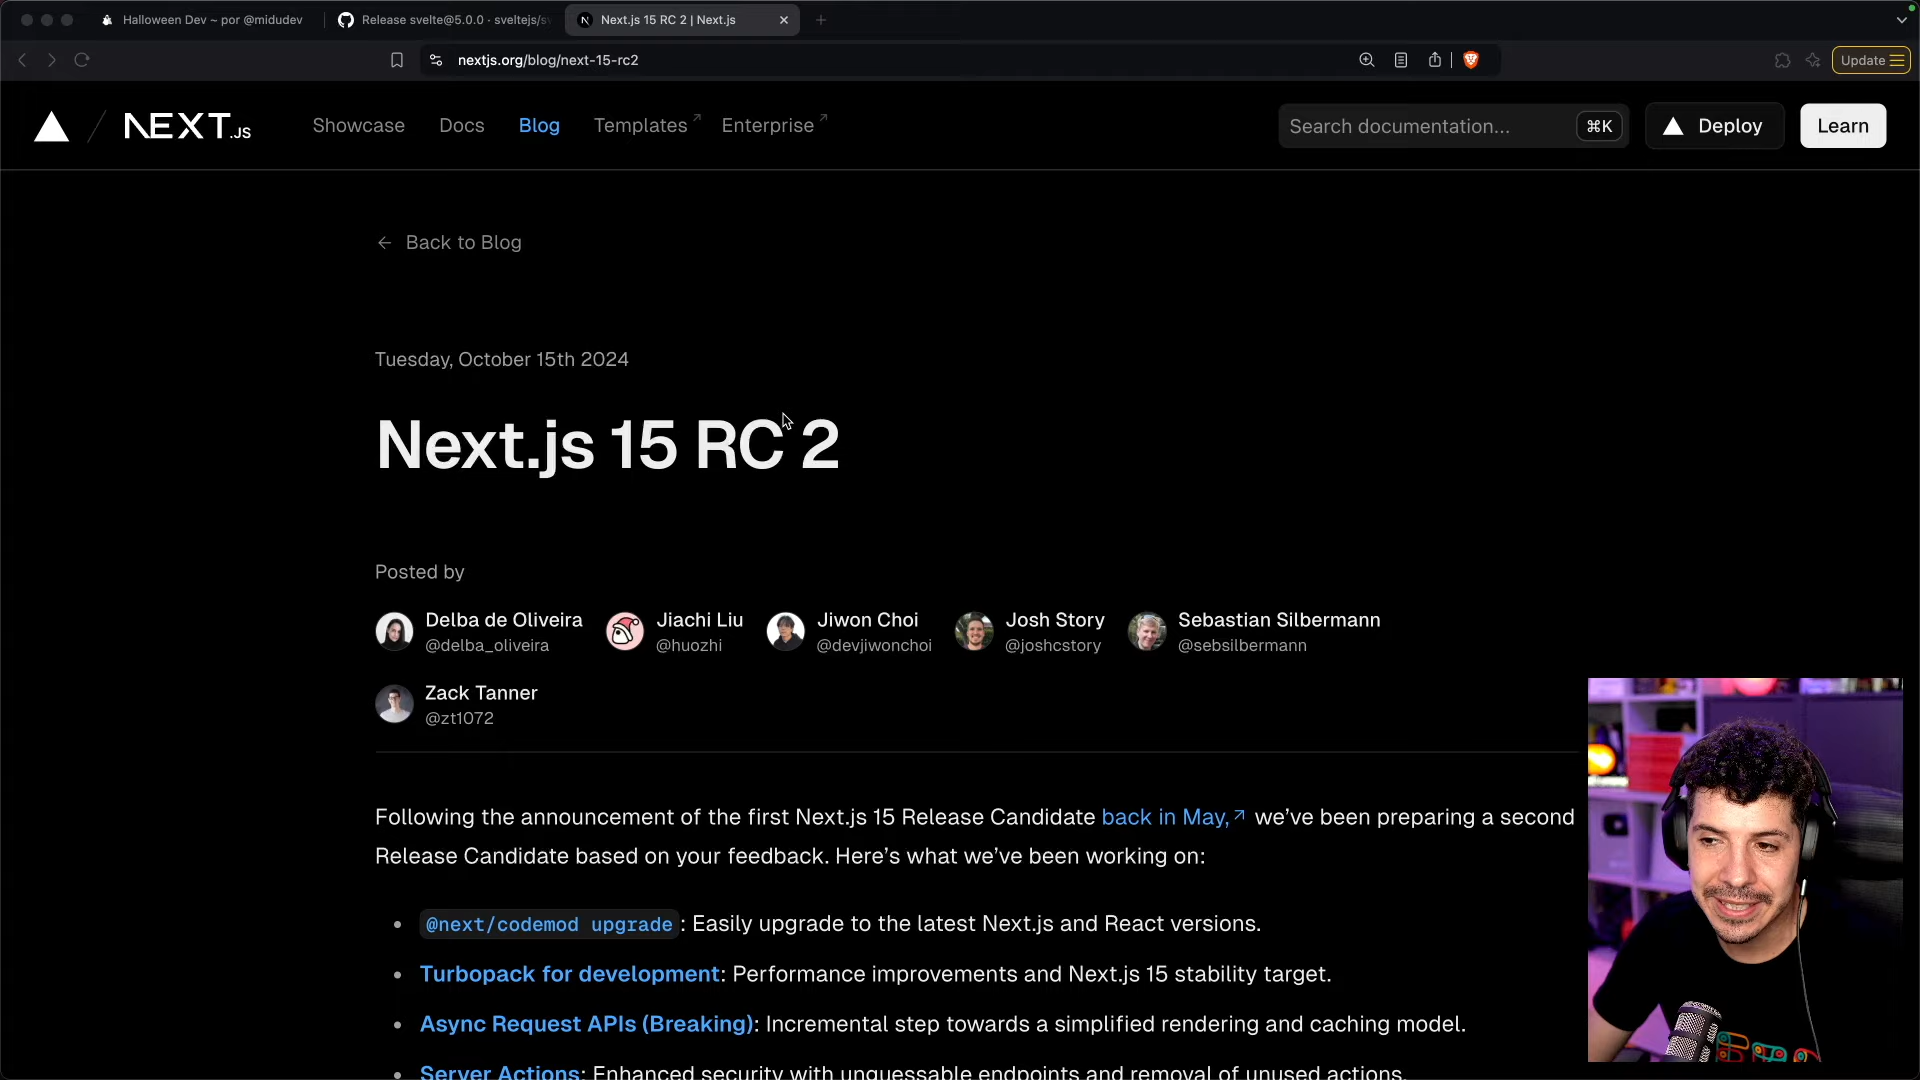 Halloween Dev ~ por @midudev
Release svelte@5.0.0 · sveltejs/s
Next.js 15 RC 2 | Next.js
nextjs.org/blog/next-15-rc2
Update
NEXT.JS
Showcase
Docs
Blog
Templates
Enterprise
Search documentation...
⌘K
Deploy
Learn
Back to Blog
Tuesday, October 15th 2024
Next.js 15 RC 2
Posted by
Delba de Oliveira
@delba_oliveira
Jiachi Liu
@huozhi
Jiwon Choi
@devjiwonchoi
Josh Story
@joshcstory
Sebastian Silbermann
@sebsilbermann
Zack Tanner
@zt1072
Following the announcement of the first Next.js 15 Release Candidate back in May, we’ve been preparing a second
Release Candidate based on your feedback. Here’s what we’ve been working on:
@next/codemod upgrade: Easily upgrade to the latest Next.js and React versions.
Turbopack for development: Performance improvements and Next.js 15 stability target.
Async Request APIs (Breaking): Incremental step towards a simplified rendering and caching model.
Server Actions: Enhanced security with unguessable endpoints and removal of unused actions.